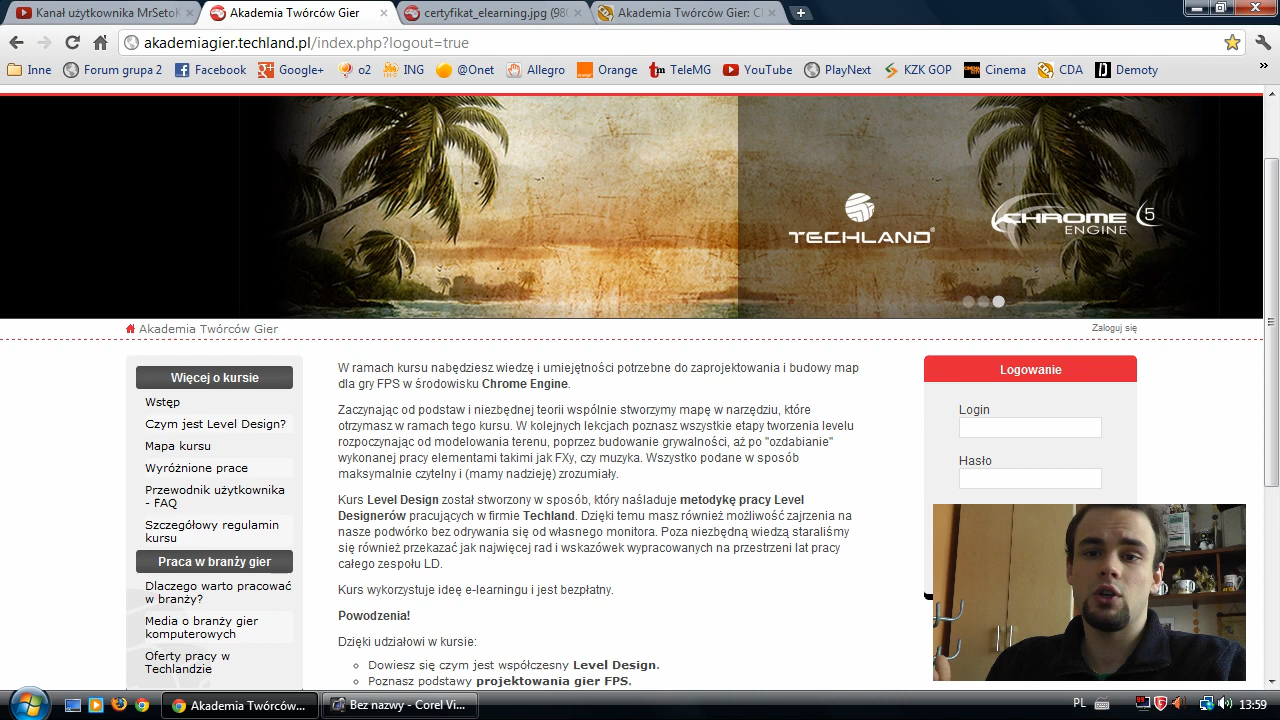 Kanał użytkownika MrSetoK
Akademia Twórców Gier
certyfikat_elearning.jpg (980
Akademia Twórców Gier: C
akademiagier.techland.pl/index.php?logout=true
Inne
Forum grupa 2
Facebook
Google+
o2
ING
@Onet
Allegro
Orange
TeleMG
YouTube
PlayNext
KZK GOP
Cinema
CDA
Demoty
TECHLAND
CHROME
ENGINE
5
Akademia Twórców Gier
Zaloguj się
Więcej o kursie
Wstęp
Czym jest Level Design?
Mapa kursu
Wyróżnione prace
Przewodnik użytkownika
- FAQ
Szczegółowy regulamin
kursu
Praca w branży gier
Dlaczego warto pracować
w branży?
Media o branży gier
komputerowych
Oferty pracy w
Techlandzie
W ramach kursu nabędziesz wiedzę i umiejętności potrzebne do zaprojektowania i budowy map
dla gry FPS w środowisku Chrome Engine.
Zaczynając od podstaw i niezbędnej teorii wspólnie stworzymy mapę w narzędziu, które
otrzymasz w ramach tego kursu. W kolejnych lekcjach poznasz wszystkie etapy tworzenia levelu
rozpoczynając od modelowania terenu, poprzez budowanie grywalności, aż po "ozdabianie"
wykonanej pracy elementami takimi jak FXy, czy muzyka. Wszystko podane w sposób
maksymalnie czytelny i (mamy nadzieję) zrozumiały.
Kurs Level Design został stworzony w sposób, który naśladuje metodykę pracy Level
Designerów pracujących w firmie Techland. Dzięki temu masz również możliwość zajrzenia na
nasze podwórko bez odrywania się od własnego monitora. Poza niezbędną wiedzą staraliśmy
się również przekazać jak najwięcej rad i wskazówek wypracowanych na przestrzeni lat pracy
całego zespołu LD.
Kurs wykorzystuje ideę e-learningu i jest bezpłatny.
Powodzenia!
Dzięki udziałowi w kursie:
Dowiesz się czym jest współczesny Level Design.
Poznasz podstawy projektowania gier FPS.
Logowanie
Login
Hasło
Akademia Twórców...
Bez nazwy - Corel Vi...
PL
13:59